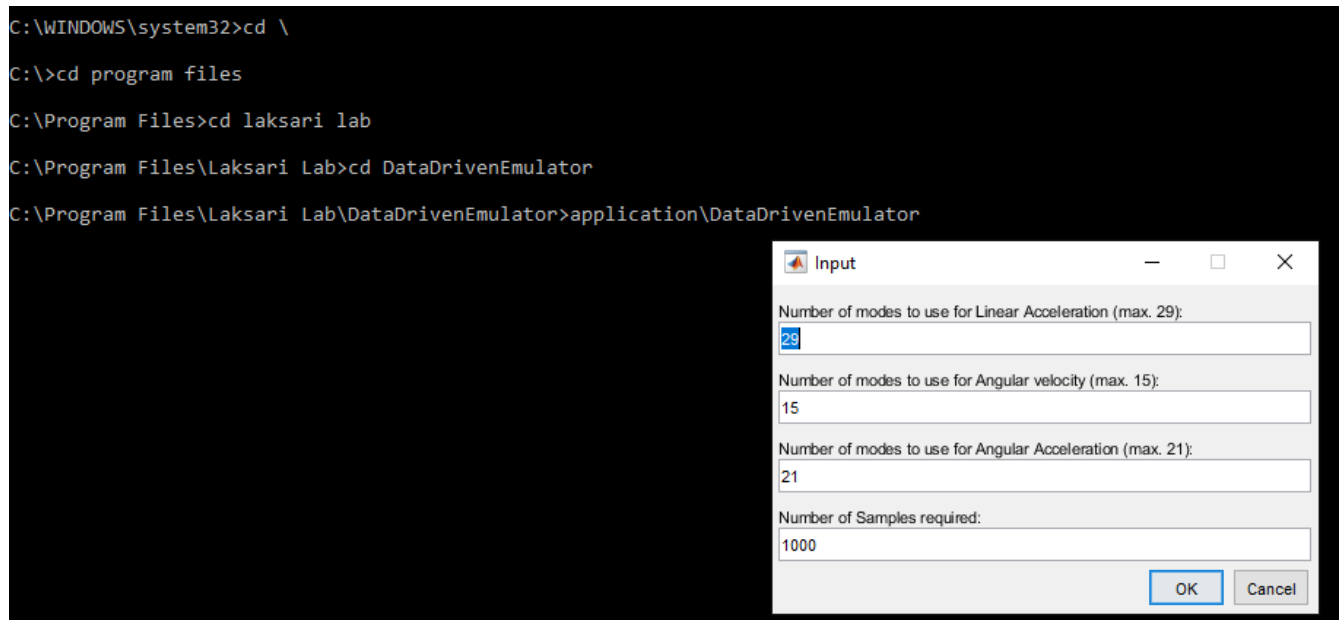 C:\WINDOWS\system32>cd \
C:\>cd program files
C:\Program Files>cd laksari lab
C:\Program Files\Laksari Lab>cd DataDrivenEmulator
C:\Program Files\Laksari Lab\DataDrivenEmulator>application\DataDrivenEmulator
Input
Number of modes to use for Linear Acceleration (max. 29):
29
Number of modes to use for Angular velocity (max. 15):
15
Number of modes to use for Angular Acceleration (max. 21):
21
Number of Samples required:
1000
OK Cancel